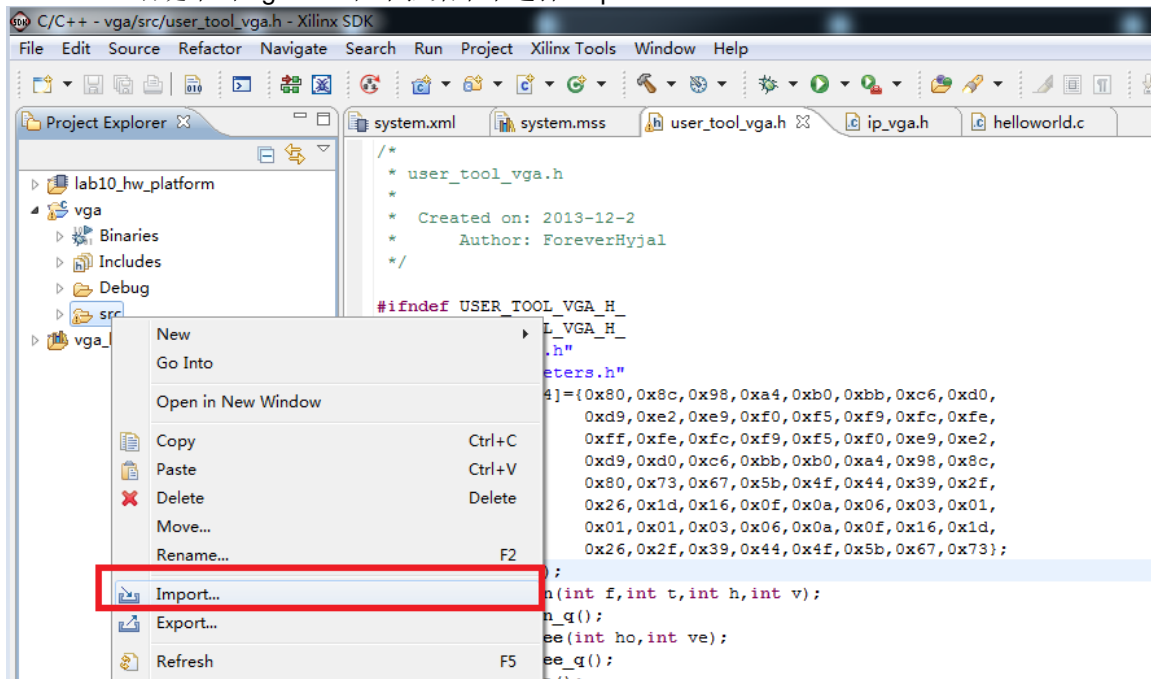 C/C++ - vga/src/user_tool_vga.h - Xilinx SDK
File Edit Source Refactor Navigate Search Run Project Xilinx Tools Window Help
Project Explorer
system.xml system.mss user_tool_vga.h ip_vga.h helloworld.c
lab10_hw_platform
vga
Binaries
Includes
Debug
src
/*
* user_tool_vga.h
*
* Created on: 2013-12-2
* Author: ForeverHyjal
*/
#ifndef USER_TOOL_VGA_H_
L_VGA_H_
.h"
eters.h"
4]={0x80,0x8c,0x98,0xa4,0xb0,0xbb,0xc6,0xd0,
0xd9,0xe2,0xe9,0xf0,0xf5,0xf9,0xfc,0xfe,
0xff,0xfe,0xfc,0xf9,0xf5,0xf0,0xe9,0xe2,
0xd9,0xd0,0xc6,0xbb,0xb0,0xa4,0x98,0x8c,
0x80,0x73,0x67,0x5b,0x4f,0x44,0x39,0x2f,
0x26,0x1d,0x16,0x0f,0x0a,0x06,0x03,0x01,
0x01,0x01,0x03,0x06,0x0a,0x0f,0x16,0x1d,
0x26,0x2f,0x39,0x44,0x4f,0x5b,0x67,0x73};
);
n(int f,int t,int h,int v);
n_q();
ee(int ho,int ve);
ee_q();
New
Go Into
Open in New Window
Copy Ctrl+C
Paste Ctrl+V
Delete Delete
Move...
Rename... F2
Import...
Export...
Refresh F5